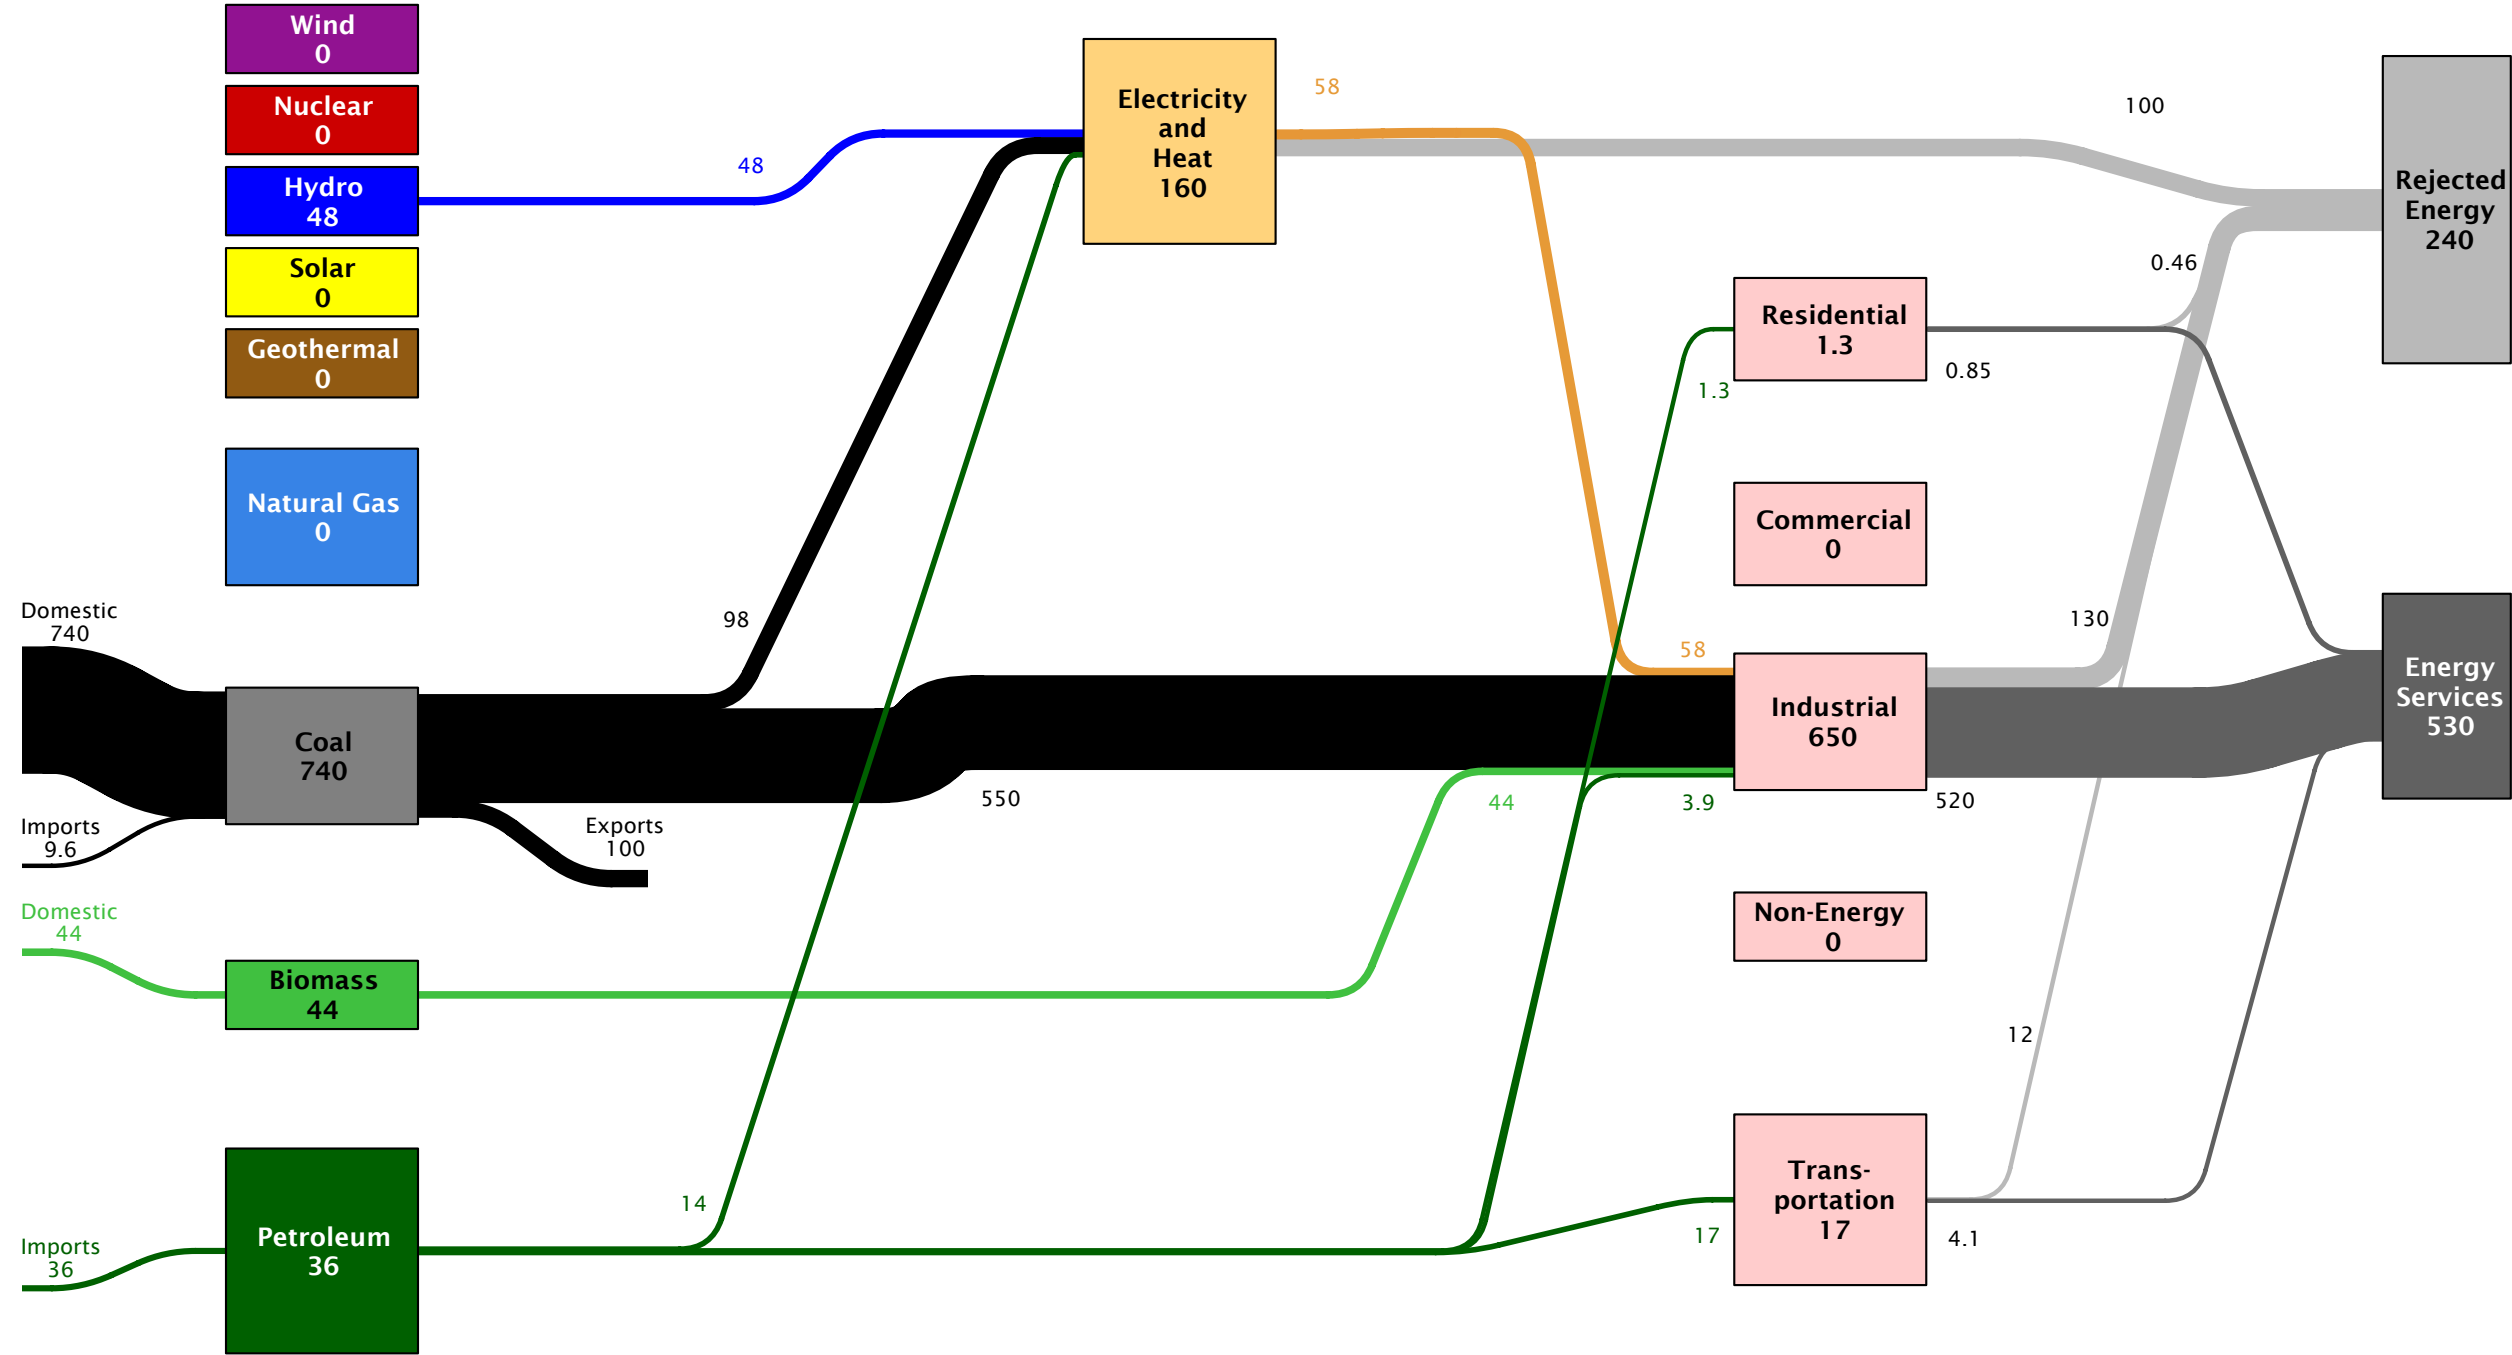 Wind
0
Nuclear
0
Hydro
48
Solar
0
Geothermal
0
Natural Gas
0
Domestic
740
Coal
740
Imports
9.6
Exports
100
Domestic
44
Biomass
44
Imports
36
Petroleum
36
48
98
550
14
Electricity
and
Heat
160
58
58
1.3
44
3.9
17
Residential
1.3
Commercial
0
Industrial
650
Non-Energy
0
Trans-
portation
17
100
0.46
0.85
130
520
12
4.1
Rejected
Energy
240
Energy
Services
530